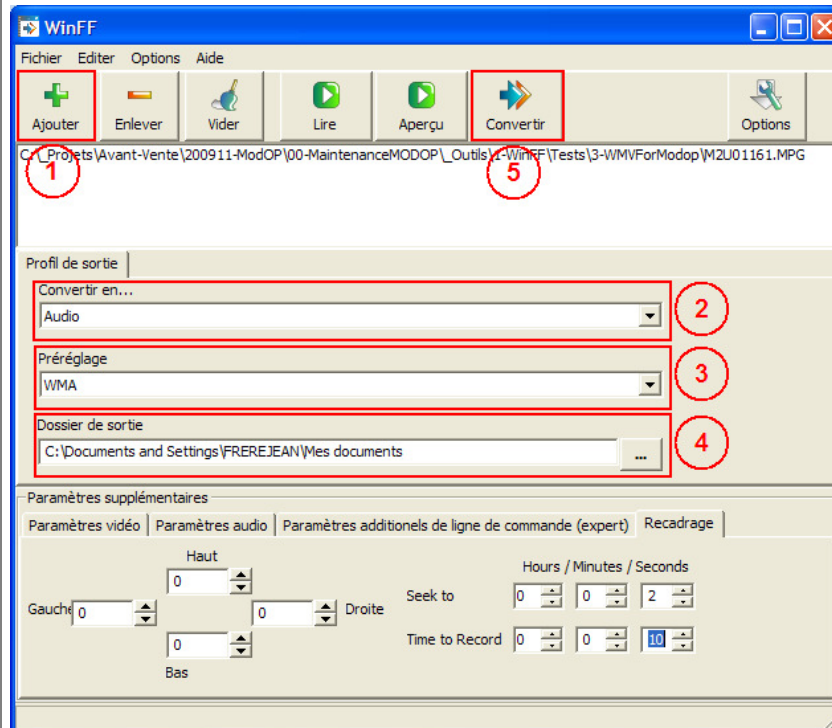 WinFF
Fichier Editer Options Aide
Ajouter Enlever Vider Lire Aperçu Convertir Options
C:\_Projets\Avant-Vente\200911-ModOP\00-MaintenanceMODOP\_Outils\1-WinFF\Tests\3-WMVForModop\M2U01161.MPG
1 5
Profil de sortie
Convertir en...
Audio
2
Préréglage
WMA
3
Dossier de sortie
C:\Documents and Settings\FREREJEAN\Mes documents ...
4
Paramètres supplémentaires
Paramètres vidéo Paramètres audio Paramètres additionels de ligne de commande (expert) Recadrage
Haut Hours / Minutes / Seconds
0
Gauche 0 0 Droite Seek to 0 0 2
0 Time to Record 0 0 10
Bas